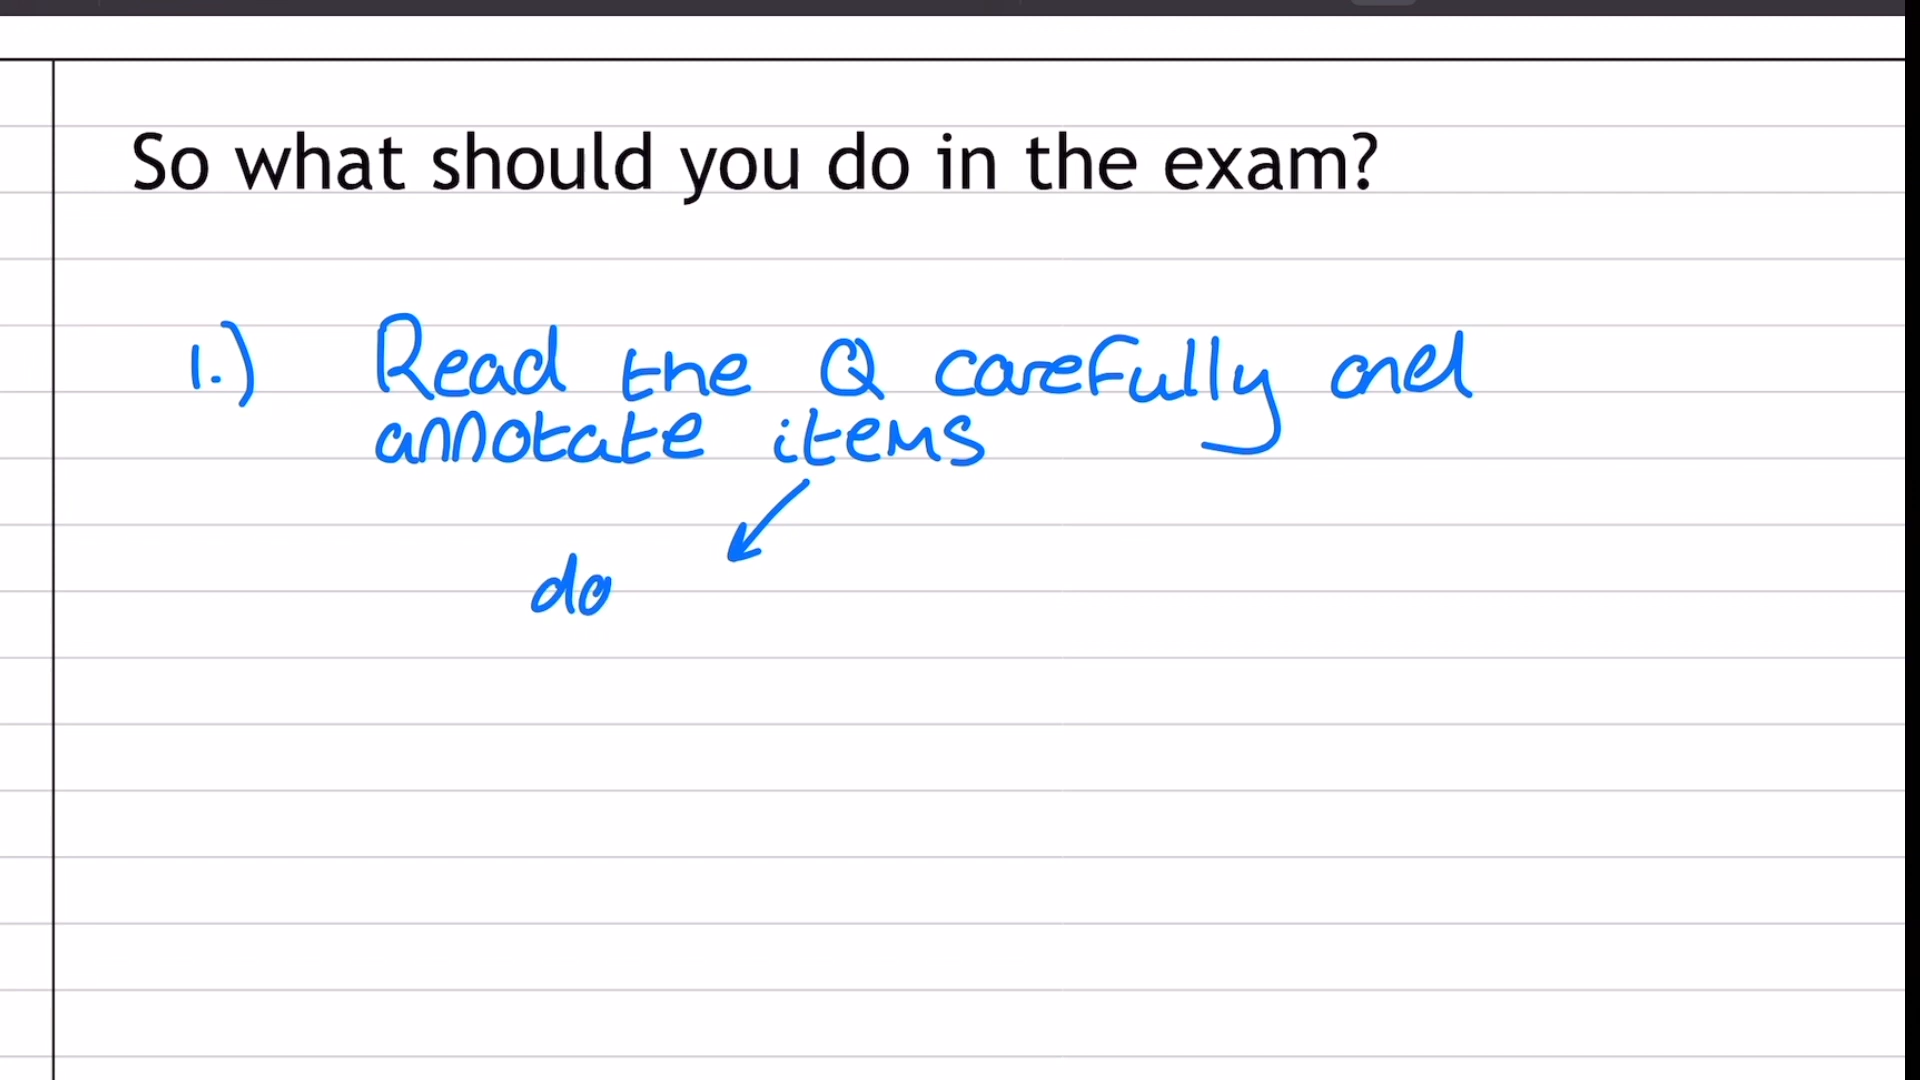 So what should you do in the exam?
1.) Read the Q carefully and
annotate items
do